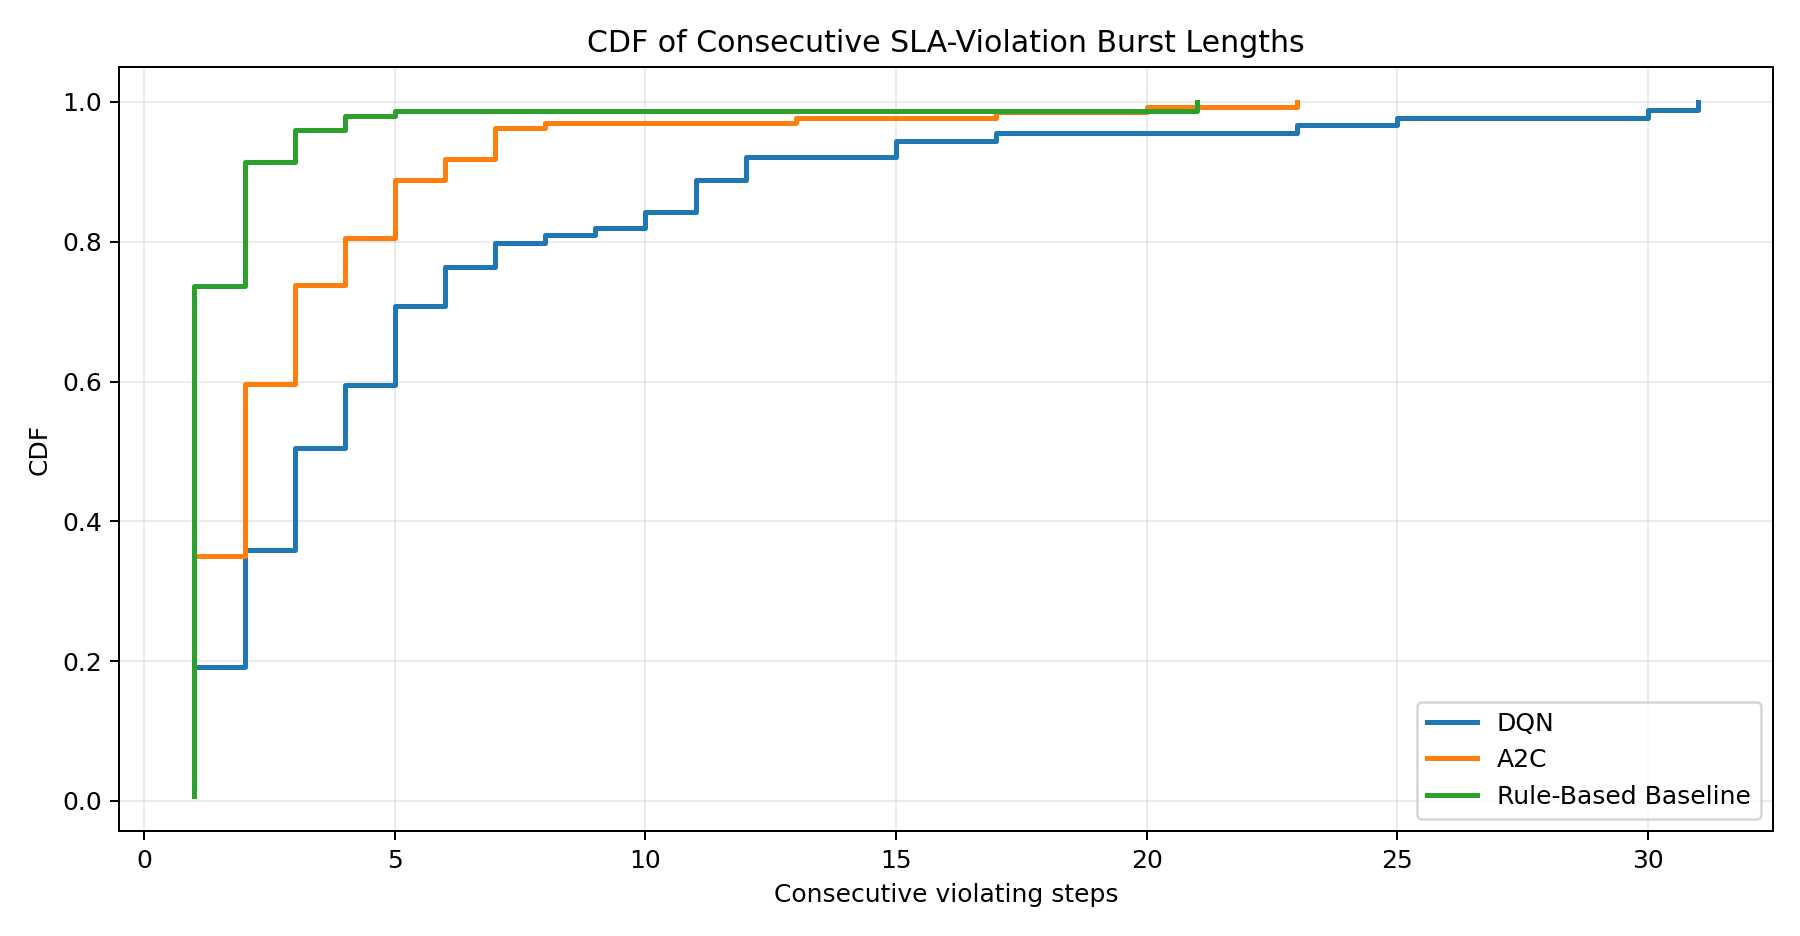 CDF of Consecutive SLA-Violation Burst Lengths
CDF
1.0
0.8
0.6
0.4
0.2
0.0
0 5 10 15 20 25 30
Consecutive violating steps
DQN
A2C
Rule-Based Baseline